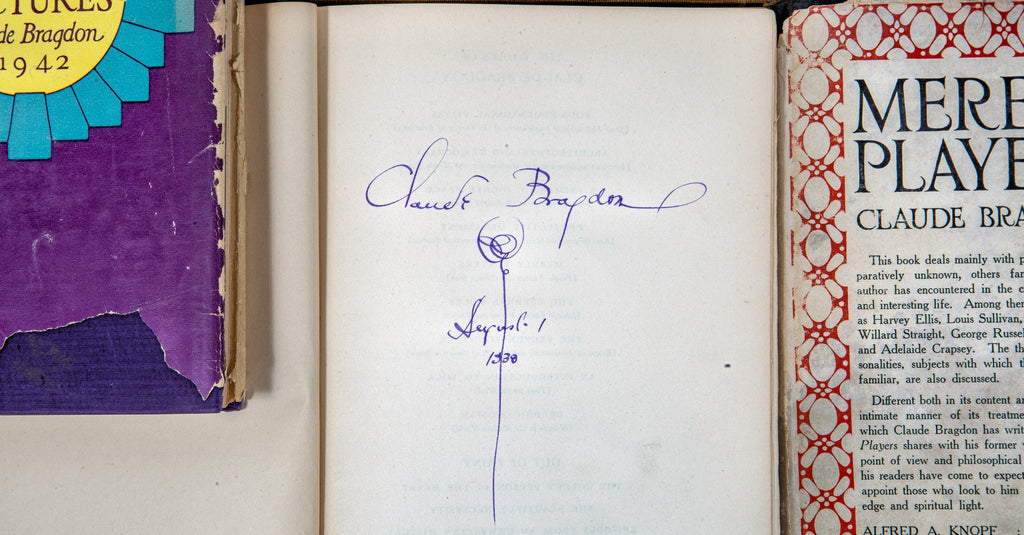 CTURES
de Bragdon
1942
Claude Bragdon
August 1
1930
MERE
PLAYE
CLAUDE BRA
This book deals mainly with p
paratively unknown, others fam
author has encountered in the c
and interesting life. Among them
as Harvey Ellis, Louis Sullivan,
Willard Straight, George Russel
and Adelaide Crapsey. The th
sonalities, subjects with which t
familiar, are also discussed.
Different both in its content an
intimate manner of its treatme
which Claude Bragdon has writ
Players shares with his former
point of view and philosophical
his readers have come to expect
appoint those who look to him
edge and spiritual light.
ALFRED A. KNOPF :